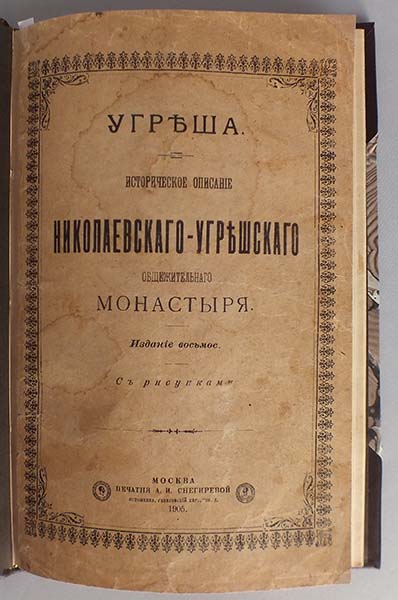 УГРѢША.
ИСТОРИЧЕСКОЕ ОПИСАНІЕ
НИКОЛАЕВСКАГО-УГРѢШСКАГО
ОБЩЕЖИТЕЛЬНАГО
МОНАСТЫРЯ.
Изданіе восьмое.
Съ рисунками
МОСКВА
ПЕЧАТНЯ А. И. СНЕГИРЕВОЙ
1905.